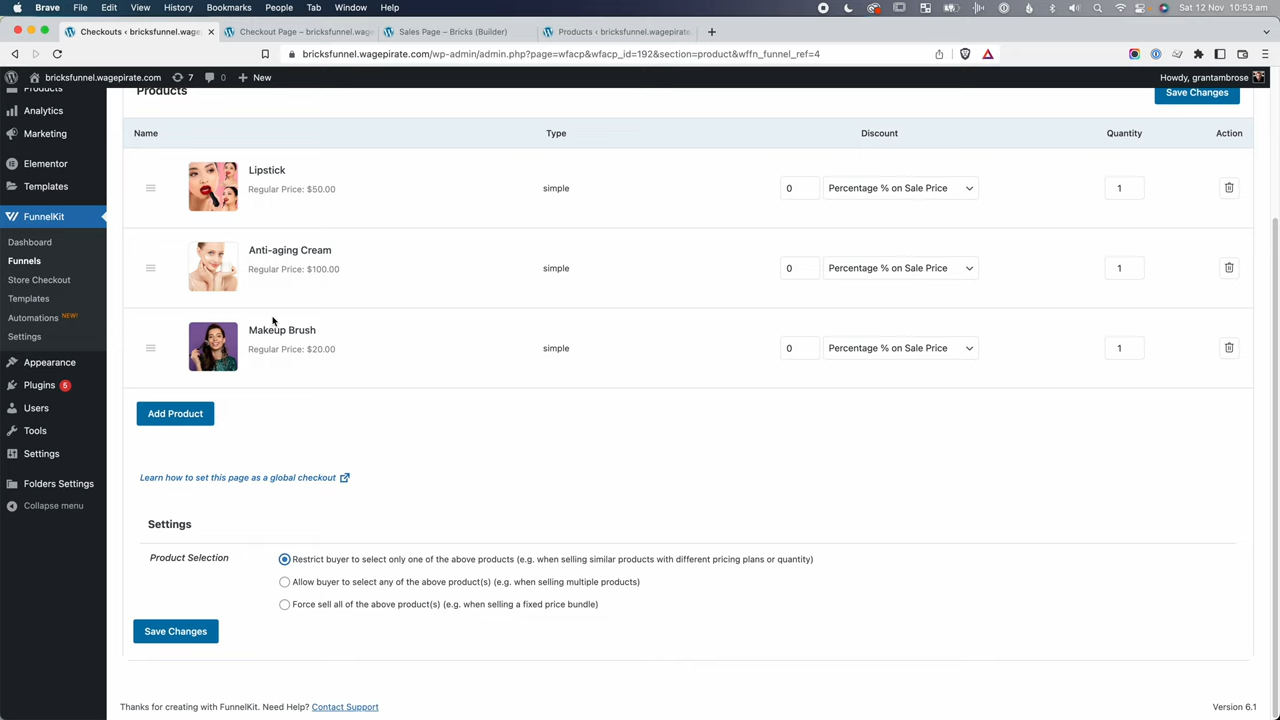 Brave File Edit View History Bookmarks People Tab Window Help Mon 12 Jun 10:58:31 am
Checkouts ‹ bricksfunnel.wage
Checkout Page – bricksfunnel.wage
Sales Page – Bricks (Builder)
Products ‹ bricksfunnel.wagepirate.
bricksfunnel.wagepirate.com/wp-admin/admin.php?page=wfacp&wfacp_id=192&section=product&wffn_funnel_ref=4
bricksfunnel.wagepirate.com 7 0 + New Howdy, grantambrose
Products
Analytics
Marketing
Elementor
Templates
FunnelKit
Dashboard
Funnels
Store Checkout
Templates
Automations NEW!
Settings
Appearance
Plugins 5
Users
Tools
Settings
Folders Settings
Collapse menu
Products Save Changes
Name Type Discount Quantity Action
Lipstick
Regular Price: $50.00 simple 0 Percentage % on Sale Price 1
Anti-aging Cream
Regular Price: $100.00 simple 0 Percentage % on Sale Price 1
Makeup Brush
Regular Price: $20.00 simple 0 Percentage % on Sale Price 1
Add Product
Learn how to set this page as a global checkout
Settings
Product Selection Restrict buyer to select only one of the above products (e.g. when selling similar products with different pricing plans or quantity)
Allow buyer to select any of the above product(s) (e.g. when selling multiple products)
Force sell all of the above product(s) (e.g. when selling a fixed price bundle)
Save Changes
Thanks for creating with FunnelKit. Need Help? Contact Support Version 6.1